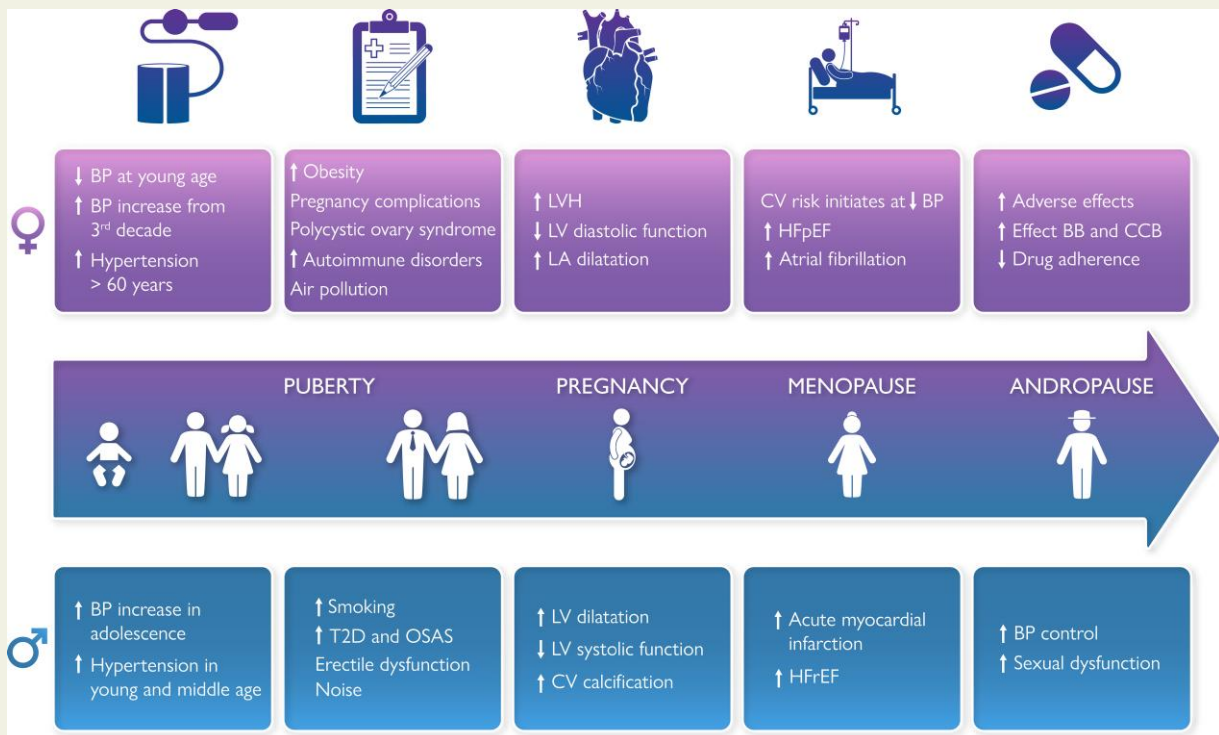 ↓ BP at young age
↑ BP increase from
3rd decade
↑ Hypertension
> 60 years
↑ Obesity
Pregnancy complications
Polycystic ovary syndrome
↑ Autoimmune disorders
Air pollution
↑ LVH
↓ LV diastolic function
↑ LA dilatation
CV risk initiates at ↓ BP
↑ HFpEF
↑ Atrial fibrillation
↑ Adverse effects
↑ Effect BB and CCB
↓ Drug adherence
PUBERTY
PREGNANCY
MENOPAUSE
ANDROPAUSE
↑ BP increase in
adolescence
↑ Hypertension in
young and middle age
↑ Smoking
↑ T2D and OSAS
Erectile dysfunction
Noise
↑ LV dilatation
↓ LV systolic function
↑ CV calcification
↑ Acute myocardial
infarction
↑ HFrEF
↑ BP control
↑ Sexual dysfunction